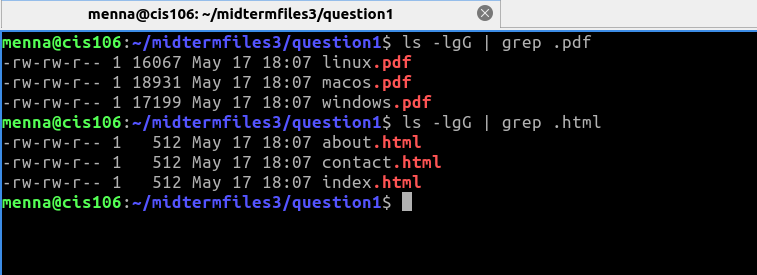 menna@cis106: ~/midtermfiles3/question1
menna@cis106:~/midtermfiles3/question1$ ls -lgG | grep .pdf
-rw-rw-r-- 1 16067 May 17 18:07 linux.pdf
-rw-rw-r-- 1 18931 May 17 18:07 macos.pdf
-rw-rw-r-- 1 17199 May 17 18:07 windows.pdf
menna@cis106:~/midtermfiles3/question1$ ls -lgG | grep .html
-rw-rw-r-- 1   512 May 17 18:07 about.html
-rw-rw-r-- 1   512 May 17 18:07 contact.html
-rw-rw-r-- 1   512 May 17 18:07 index.html
menna@cis106:~/midtermfiles3/question1$